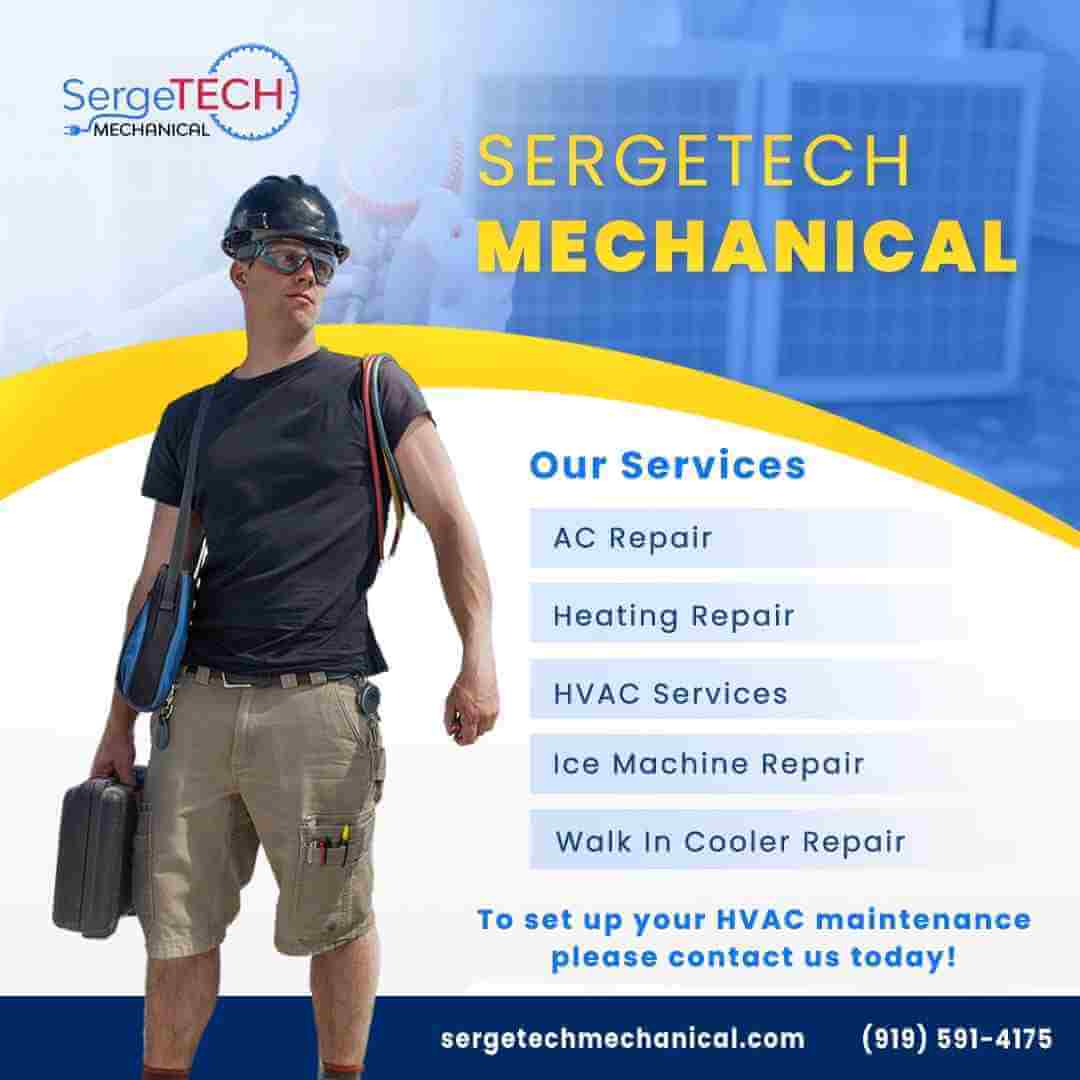 SergeTECH
MECHANICAL
SERGETECH
MECHANICAL
Our Services
AC Repair
Heating Repair
HVAC Services
Ice Machine Repair
Walk In Cooler Repair
To set up your HVAC maintenance
please contact us today!
sergetechmechanical.com (919) 591-4175